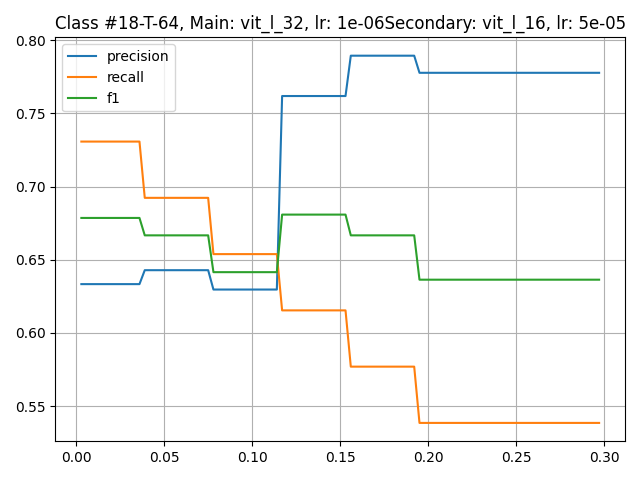 Class #18-T-64, Main: vit_l_32, lr: 1e-06Secondary: vit_l_16, lr: 5e-05
precision
recall
f1
0.80
0.75
0.70
0.65
0.60
0.55
0.00 0.05 0.10 0.15 0.20 0.25 0.30